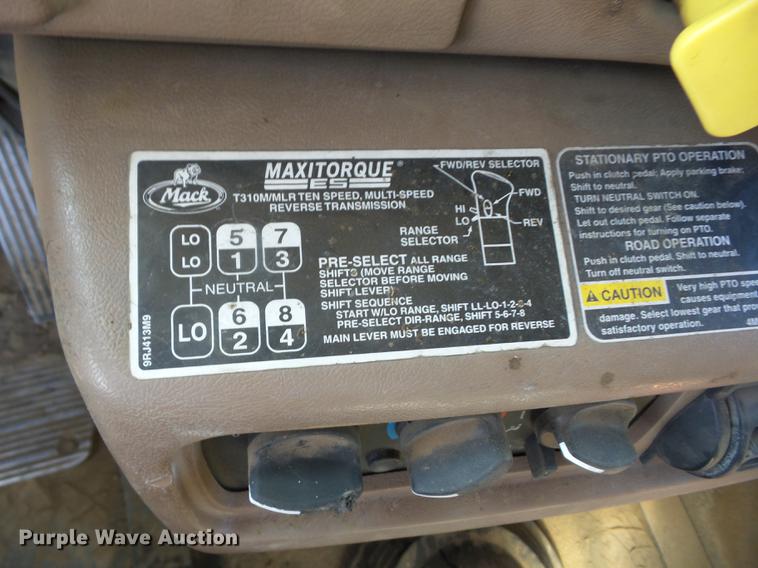 Mack
MAXITORQUE®
ES
T310M/MLR TEN SPEED, MULTI-SPEED
REVERSE TRANSMISSION
FWD/REV SELECTOR
FWD
HI
LO
REV
RANGE
SELECTOR
LO
LO
5
1
7
3
NEUTRAL
LO
6
2
8
4
PRE-SELECT ALL RANGE
SHIFTS (MOVE RANGE
SELECTOR BEFORE MOVING
SHIFT LEVER)
SHIFT SEQUENCE
START W/LO RANGE, SHIFT LL-LO-1-2-3-4
PRE-SELECT DIR-RANGE, SHIFT 5-6-7-8
MAIN LEVER MUST BE ENGAGED FOR REVERSE
9RJ413M9
STATIONARY PTO OPERATION
Push in clutch pedal; Apply parking brake;
Shift to neutral.
TURN NEUTRAL SWITCH ON.
Shift to desired gear (See caution below).
Let out clutch pedal. Follow separate
instructions for turning on PTO.
ROAD OPERATION
Push in clutch pedal. Shift to neutral.
Turn off neutral switch.
CAUTION
Very high PTO spee
causes equipment
damage. Select lowest gear that pro
satisfactory operation.
4M
Purple Wave Auction